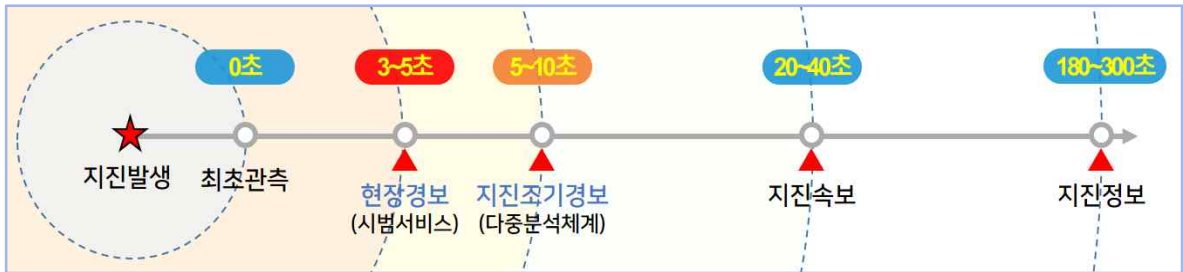 0초
3~5초
5~10초
20~40초
180~300초
지진발생
최초관측
현장경보
(시범서비스)
지진조기경보
(다중분석체계)
지진속보
지진정보